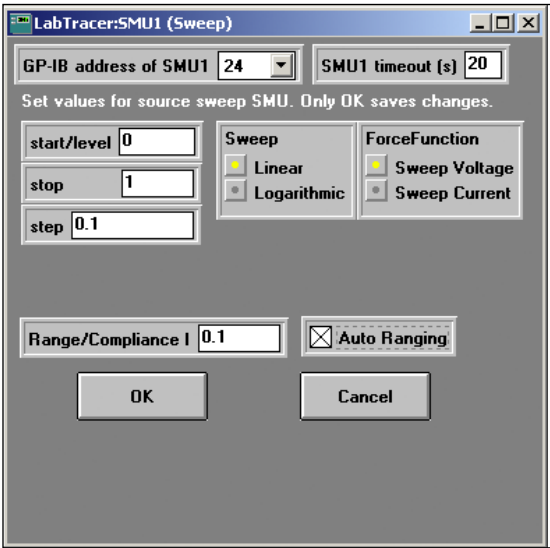 LabTracer:SMU1 (Sweep)
GP-IB address of SMU1 24
SMU1 timeout (s) 20
Set values for source sweep SMU. Only OK saves changes.
start/level 0
stop 1
step 0.1
Sweep
Linear
Logarithmic
ForceFunction
Sweep Voltage
Sweep Current
Range/Compliance I 0.1
Auto Ranging
OK
Cancel